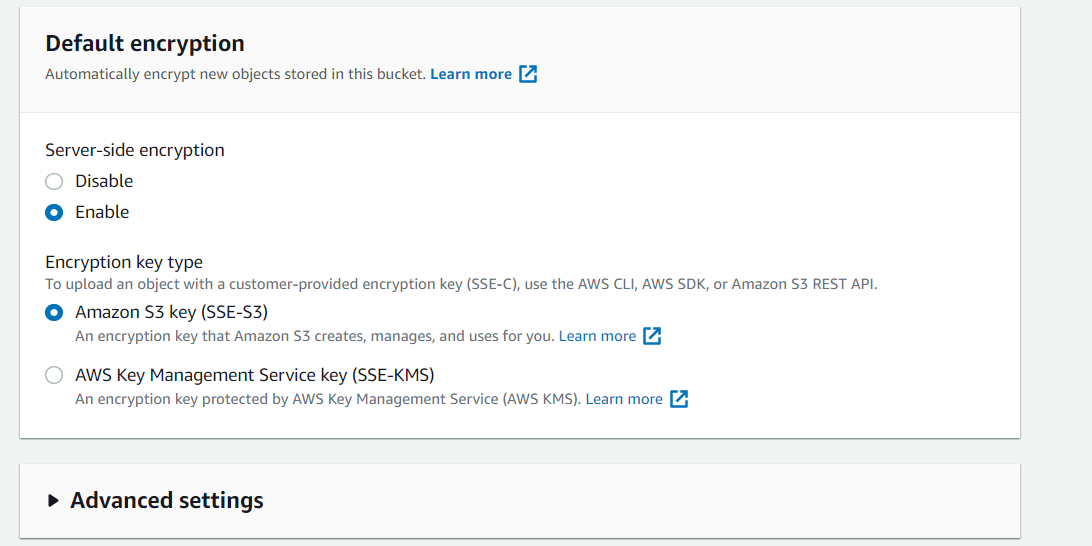 Default encryption
Automatically encrypt new objects stored in this bucket. Learn more
Server-side encryption
Disable
Enable
Encryption key type
To upload an object with a customer-provided encryption key (SSE-C), use the AWS CLI, AWS SDK, or Amazon S3 REST API.
Amazon S3 key (SSE-S3)
An encryption key that Amazon S3 creates, manages, and uses for you. Learn more
AWS Key Management Service key (SSE-KMS)
An encryption key protected by AWS Key Management Service (AWS KMS). Learn more
Advanced settings